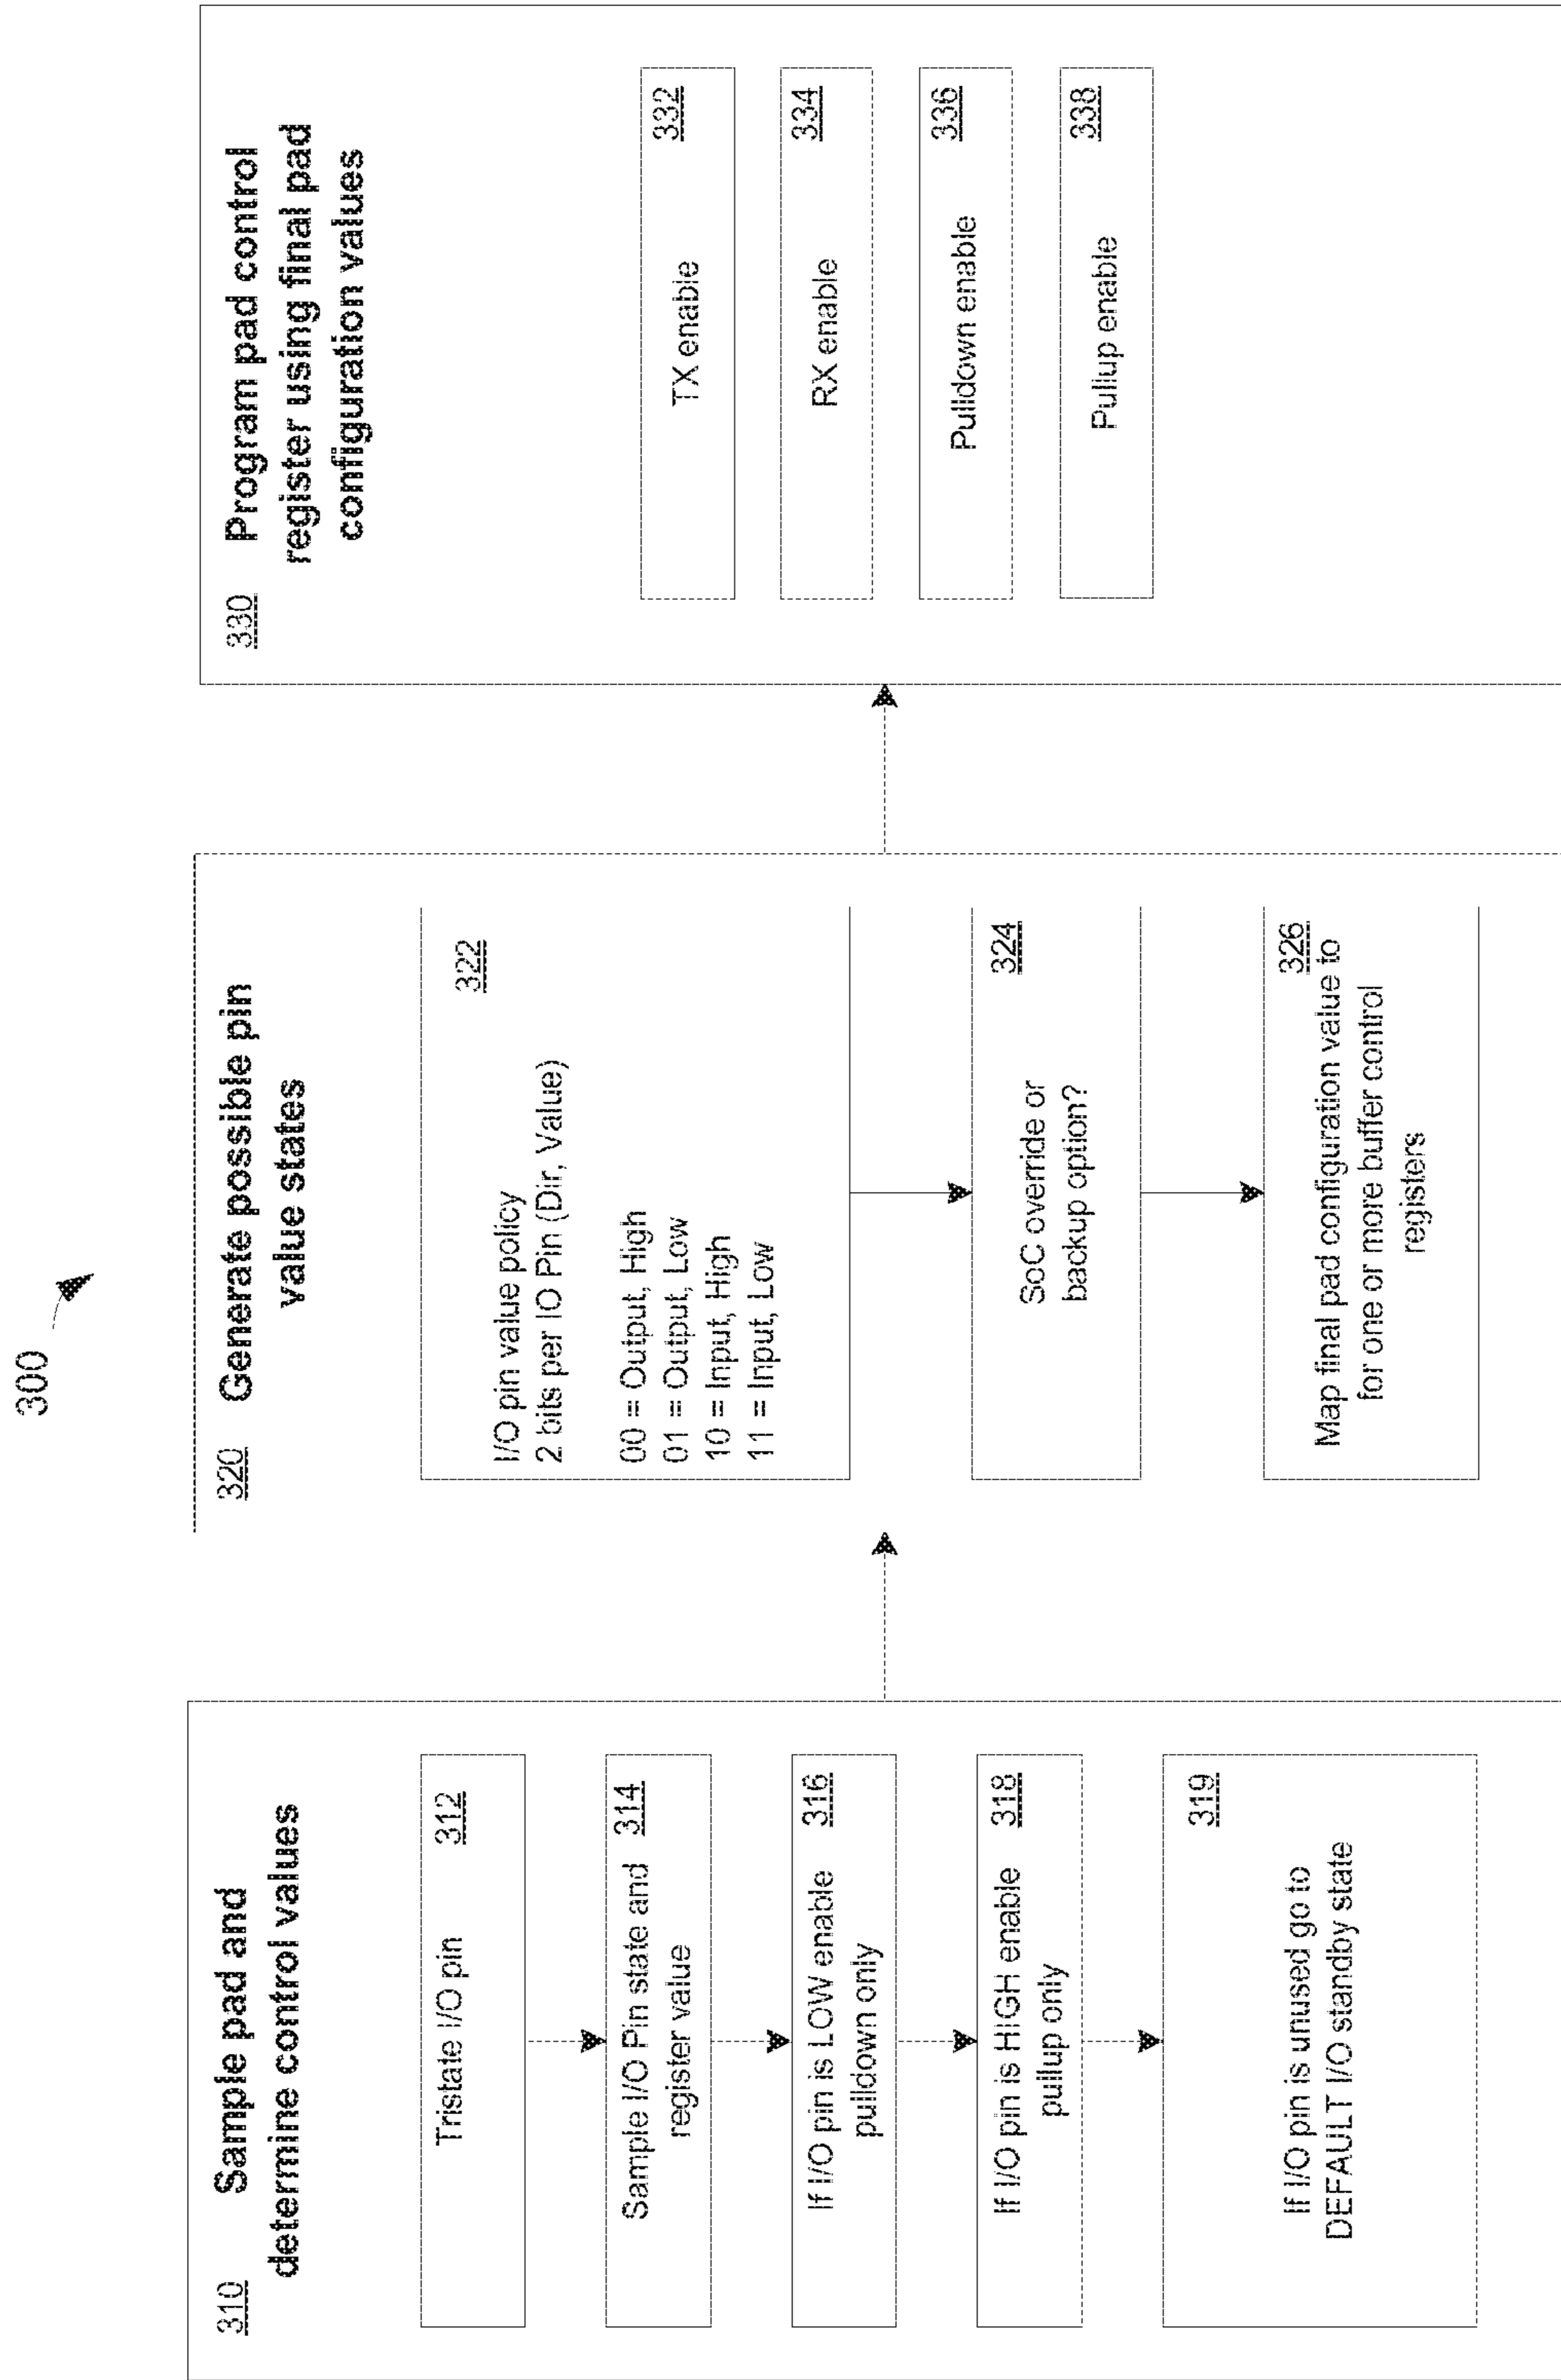 300
310 Sample pad and
determine control values
Tristate I/O pin 312
Sample I/O Pin state and 314
register value
If I/O pin is LOW enable 316
pulldown only
If I/O pin is HIGH enable 318
pullup only
319
If I/O pin is unused go to
DEFAULT I/O standby state
320 Generate possible pin
value states
322
I/O pin value policy
2 bits per IO Pin (Dir, Value)
00 = Output, High
01 = Output, Low
10 = Input, High
11 = Input, Low
324
SoC override or
backup option?
326
Map final pad configuration value to
for one or more buffer control
registers
330 Program pad control
register using final pad
configuration values
332
TX enable
334
RX enable
336
Pulldown enable
338
Pullup enable